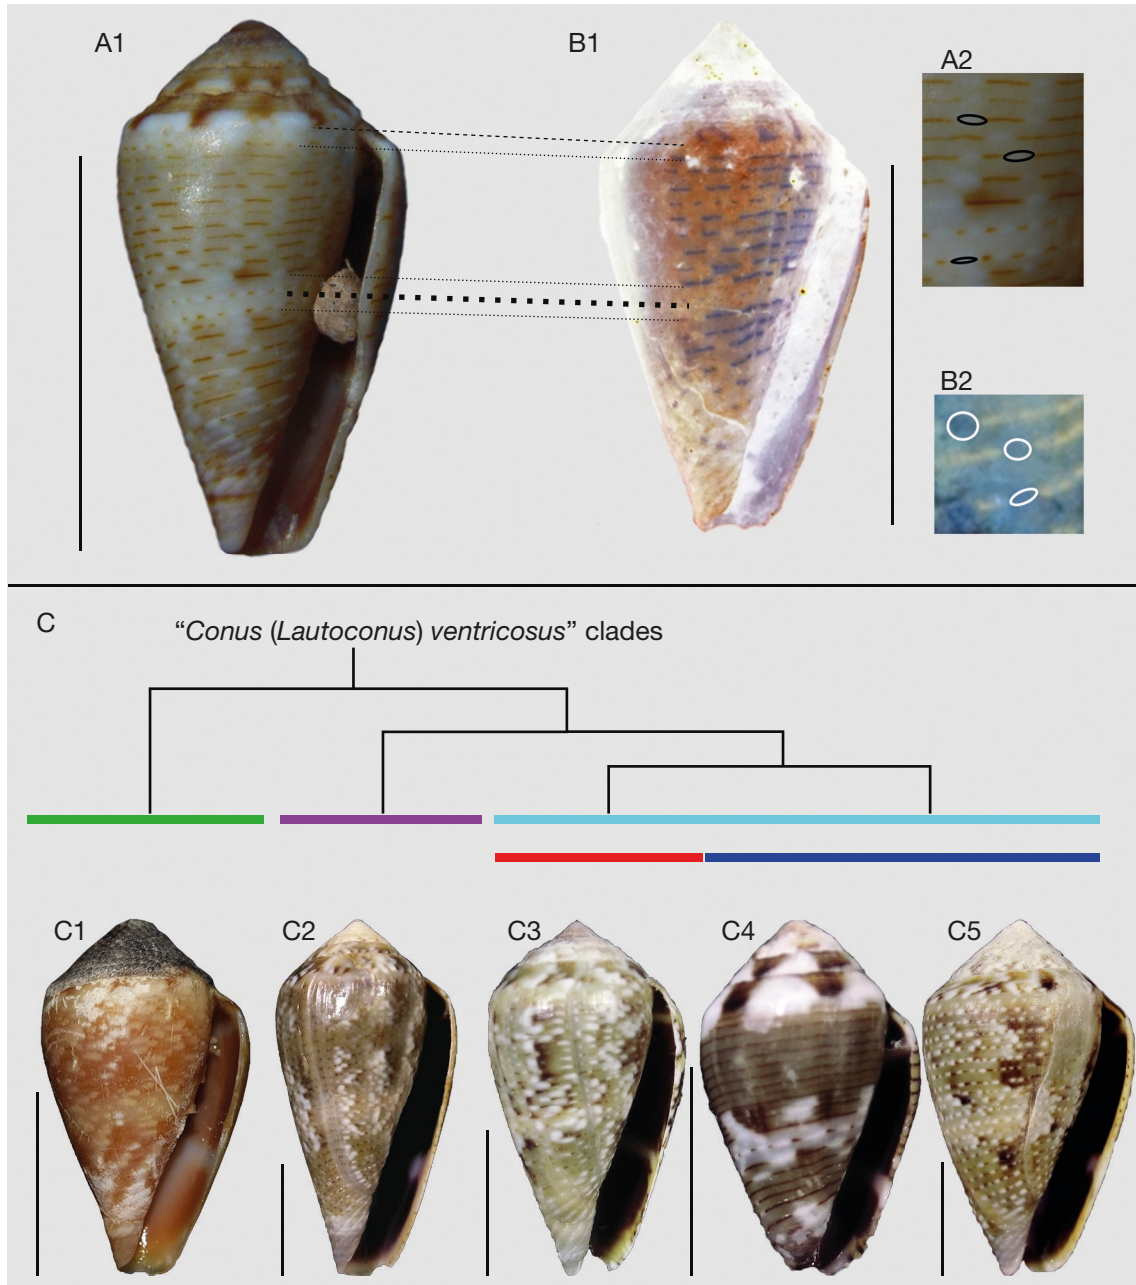 A1
B1
A2
B2
C
“Conus (Lautoconus) ventricosus” clades
C1
C2
C3
C4
C5